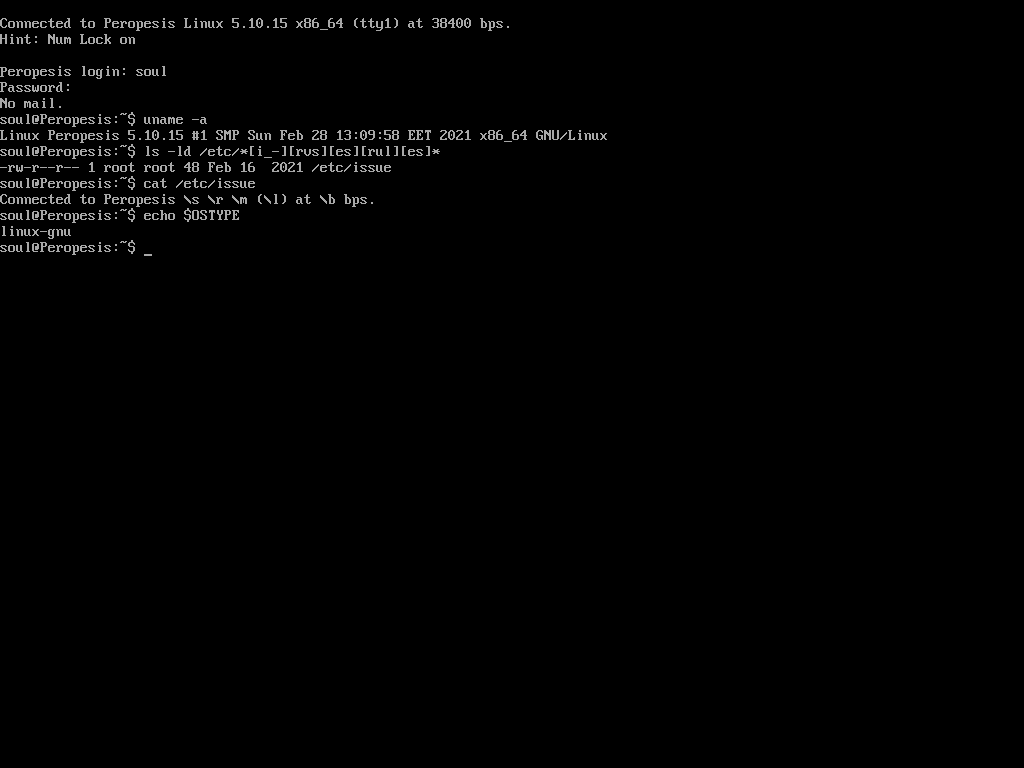 Connected to Peropesis Linux 5.10.15 x86_64 (tty1) at 38400 bps.
Hint: Num Lock on
Peropesis login: soul
Password:
No mail.
soul@Peropesis:~$ uname -a
Linux Peropesis 5.10.15 #1 SMP Sun Feb 28 13:09:58 EET 2021 x86_64 GNU/Linux
soul@Peropesis:~$ ls -ld /etc/*[i_-][rvs][es][rul][es]*
-rw-r--r-- 1 root root 48 Feb 16  2021 /etc/issue
soul@Peropesis:~$ cat /etc/issue
Connected to Peropesis \s \r \m (\l) at \b bps.
soul@Peropesis:~$ echo $OSTYPE
linux-gnu
soul@Peropesis:~$ _